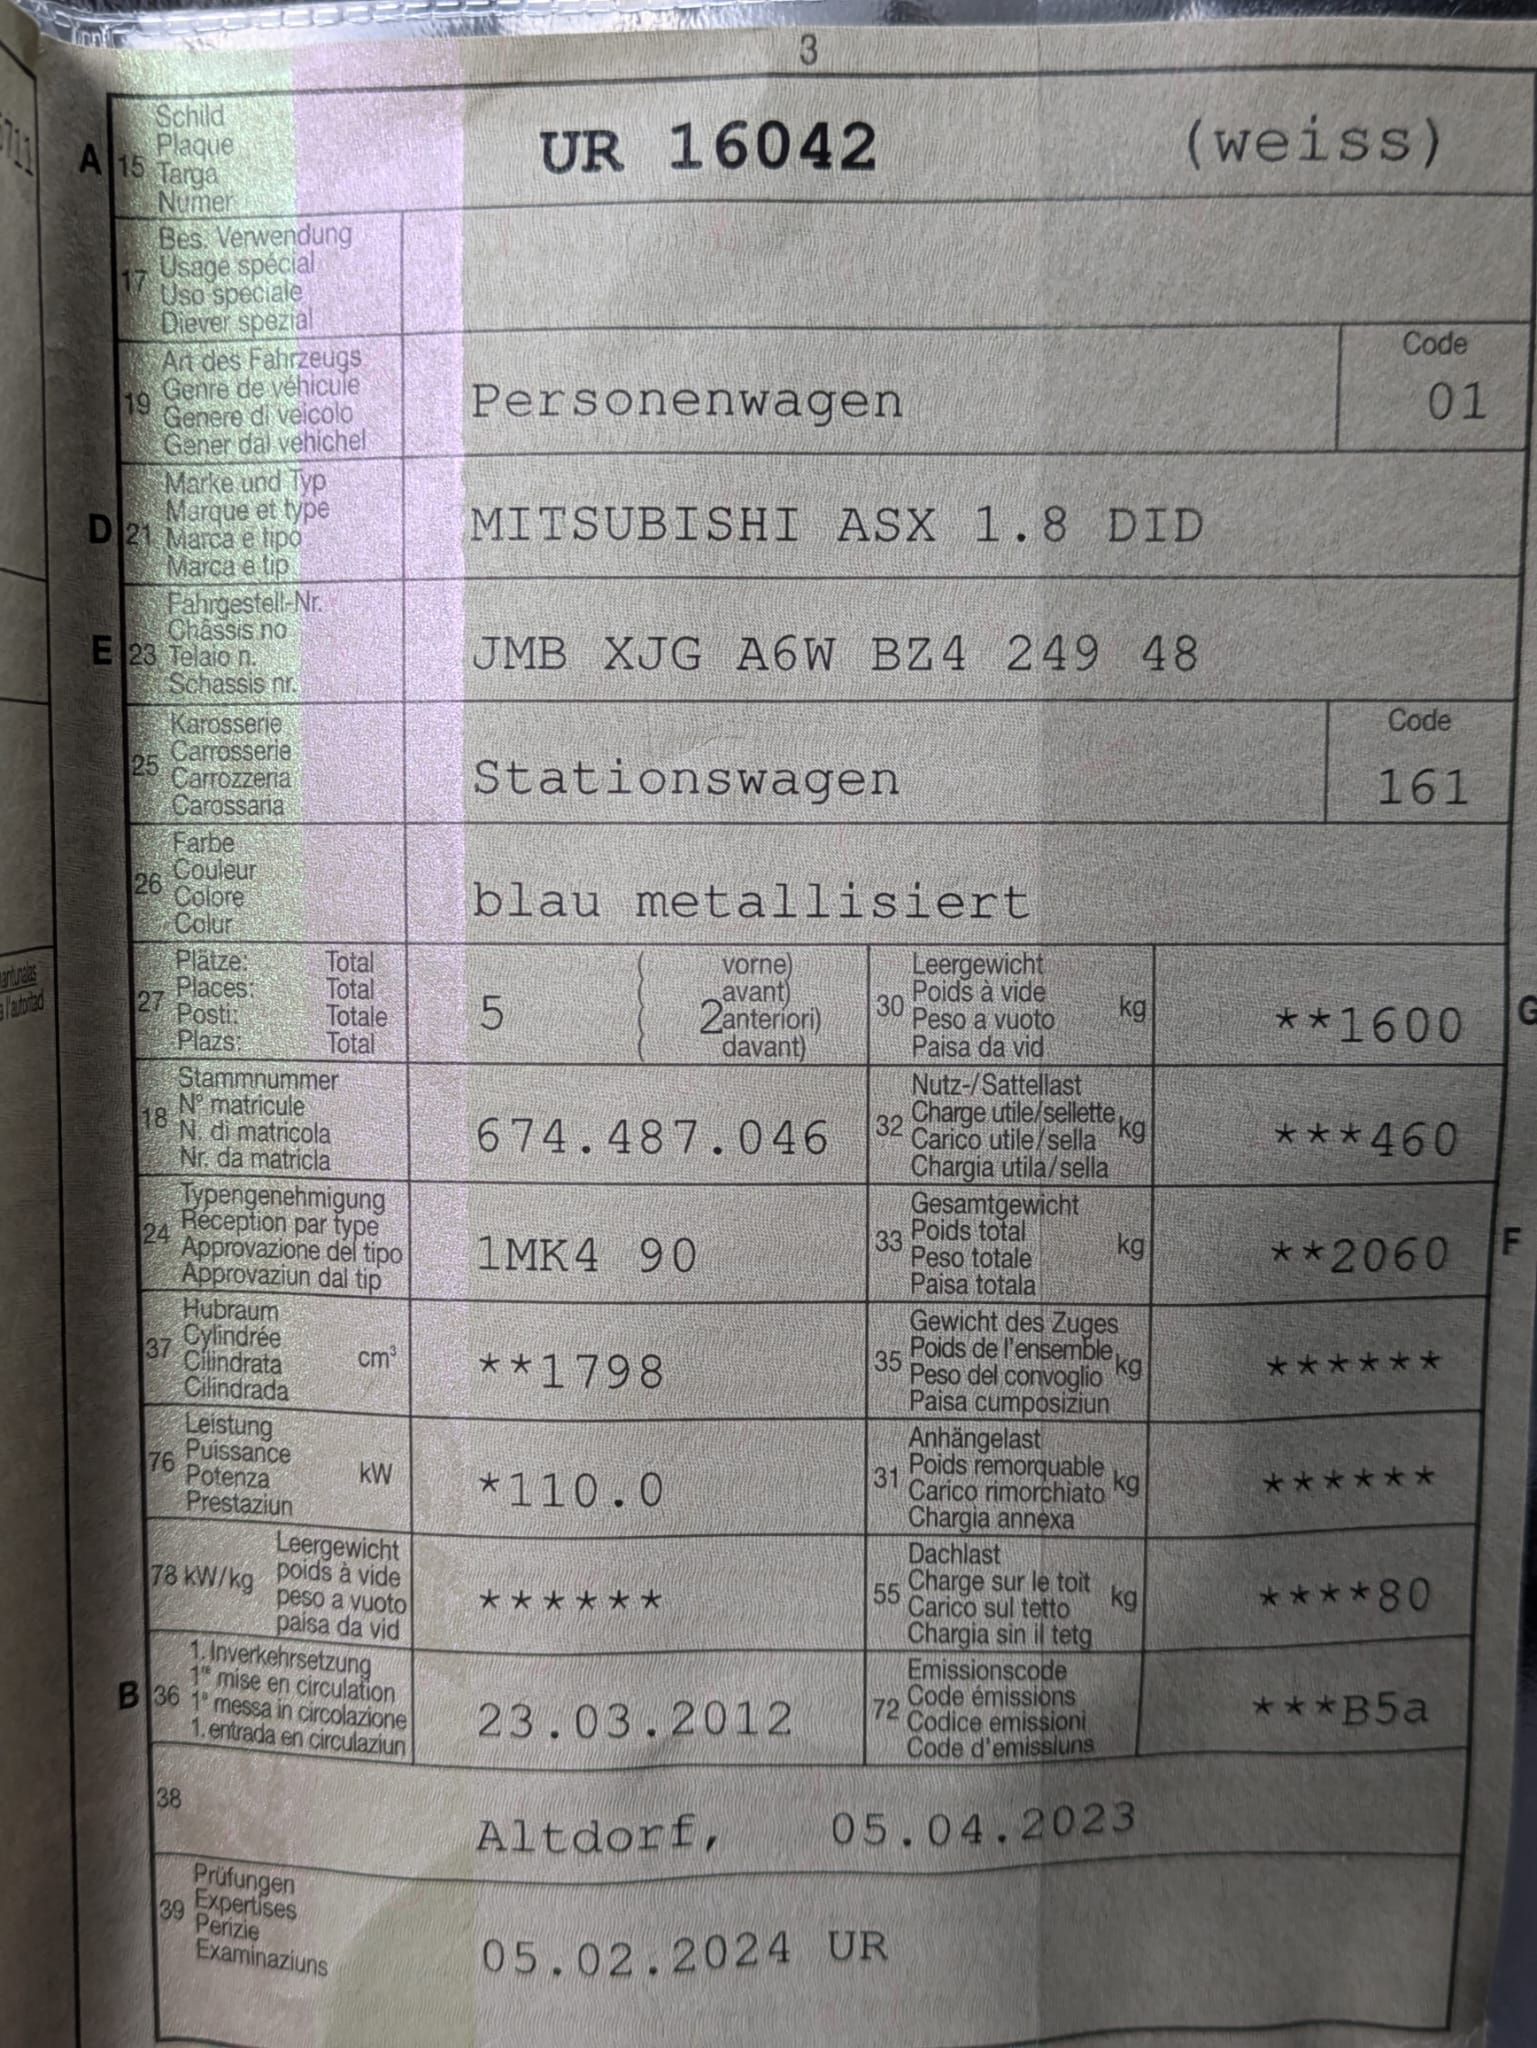 3
A 15 Schild
Plaque
Targa
Numer
UR 16042 (weiss)
17 Bes. Verwendung
Usage spécial
Uso speciale
Diever spezial
19 Art des Fahrzeugs
Genre de véhicule
Genere di veicolo
Gener dal vehichel
Personenwagen
Code
01
D 21 Marke und Typ
Marque et type
Marca e tipo
Marca e tip
MITSUBISHI ASX 1.8 DID
E 23 Fahrgestell-Nr.
Châssis no
Telaio n.
Schassis nr.
JMB XJG A6W BZ4 249 48
25 Karosserie
Carrosserie
Carrozzeria
Carossaria
Stationswagen
Code
161
26 Farbe
Couleur
Colore
Colur
blau metallisiert
27 Plätze: Total
Places: Total
Posti: Totale
Plazs: Total
5 ( 2 vorne)
( avant)
( anteriori)
( davant)
30 Leergewicht
Poids à vide kg
Peso a vuoto
Paisa da vid
**1600
G
18 Stammnummer
N° matricule
N. di matricola
Nr. da matricla
674.487.046
32 Nutz-/Sattellast
Charge utile/sellette kg
Carico utile/sella
Chargia utila/sella
***460
24 Typengenehmigung
Réception par type
Approvazione del tipo
Approvaziun dal tip
1MK4 90
33 Gesamtgewicht
Poids total kg
Peso totale
Paisa totala
**2060
F
37 Hubraum
Cylindrée
Cilindrata cm³
Cilindrada
**1798
35 Gewicht des Zuges
Poids de l'ensemble kg
Peso del convoglio
Paisa cumposiziun
******
76 Leistung
Puissance
Potenza kW
Prestaziun
*110.0
31 Anhängelast
Poids remorquable kg
Carico rimorchiato
Chargia annexa
******
78 kW/kg Leergewicht
poids à vide
peso a vuoto
paisa da vid
******
55 Dachlast
Charge sur le toit kg
Carico sul tetto
Chargia sin il tetg
****80
B 36 1. Inverkehrsetzung
1re mise en circulation
1a messa in circolazione
1. entrada en circulaziun
23.03.2012
72 Emissionscode
Code émissions
Codice emissioni
Code d'emissiuns
***B5a
38
Altdorf, 05.04.2023
39 Prüfungen
Expertises
Perizie
Examinaziuns
05.02.2024 UR